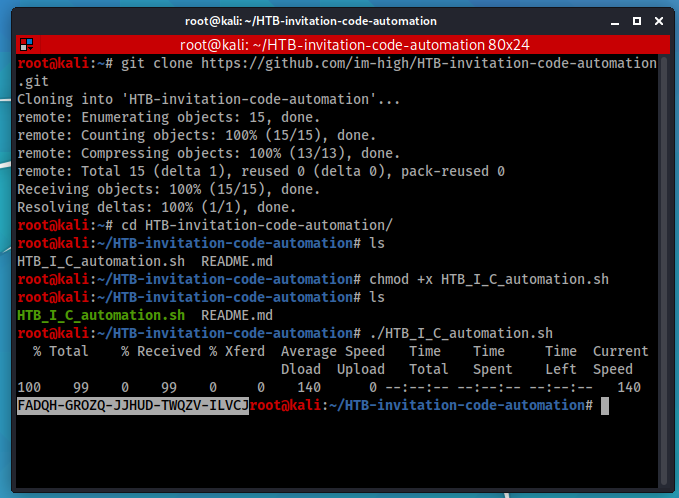 root@kali: ~/HTB-invitation-code-automation
root@kali: ~/HTB-invitation-code-automation 80x24
root@kali:~# git clone https://github.com/im-high/HTB-invitation-code-automation
.git
Cloning into 'HTB-invitation-code-automation'...
remote: Enumerating objects: 15, done.
remote: Counting objects: 100% (15/15), done.
remote: Compressing objects: 100% (13/13), done.
remote: Total 15 (delta 1), reused 0 (delta 0), pack-reused 0
Receiving objects: 100% (15/15), done.
Resolving deltas: 100% (1/1), done.
root@kali:~# cd HTB-invitation-code-automation/
root@kali:~/HTB-invitation-code-automation# ls
HTB_I_C_automation.sh  README.md
root@kali:~/HTB-invitation-code-automation# chmod +x HTB_I_C_automation.sh
root@kali:~/HTB-invitation-code-automation# ls
HTB_I_C_automation.sh  README.md
root@kali:~/HTB-invitation-code-automation# ./HTB_I_C_automation.sh
  % Total    % Received % Xferd  Average Speed   Time    Time     Time  Current
                                 Dload  Upload   Total   Spent    Left  Speed
100    99    0    99    0     0    140      0 --:--:-- --:--:-- --:--:--   140
FADQH-GROZQ-JJHUD-TWQZV-ILVCJroot@kali:~/HTB-invitation-code-automation#